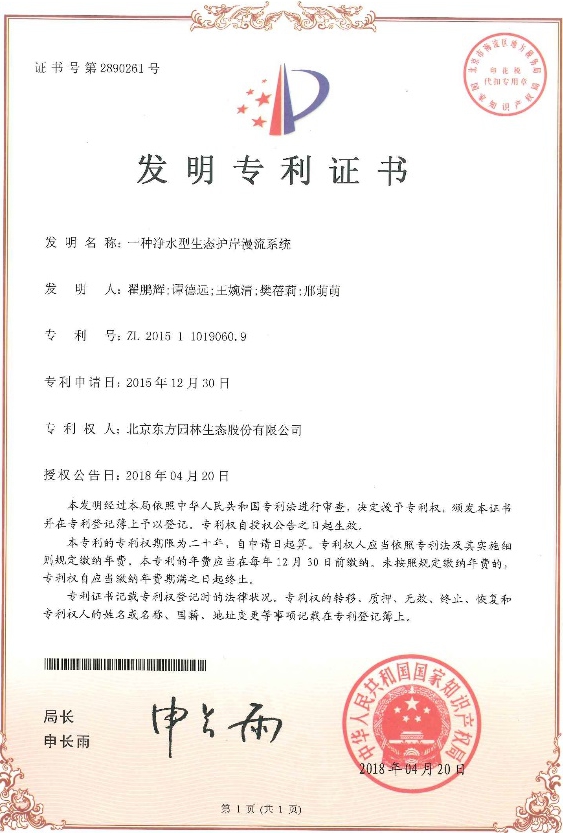 证书号第2890261号
北京市海淀区地方税务局
印花税
代扣专用章
国家知识产权局
发明专利证书
发明名称：一种净水型生态护岸漫流系统
发明人：翟鹏辉;谭德远;王婉清;樊蓓莉;邢萌萌
专利号：ZL 2015 1 1019060.9
专利申请日：2015年12月30日
专利权人：北京东方园林生态股份有限公司
授权公告日：2018年04月20日
本发明经过本局依照中华人民共和国专利法进行审查，决定授予专利权，颁发本证书
并在专利登记簿上予以登记。专利权自授权公告之日起生效。
本专利的专利权期限为二十年，自申请日起算。专利权人应当依照专利法及其实施细
则规定缴纳年费。本专利的年费应当在每年12月30日前缴纳。未按照规定缴纳年费的，
专利权自应当缴纳年费期满之日起终止。
专利证书记载专利权登记时的法律状况。专利权的转移、质押、无效、终止、恢复和
专利权人的姓名或名称、国籍、地址变更等事项记载在专利登记簿上。
局长
申长雨
申长雨
中华人民共和国国家知识产权局
2018年04月20日
第1页(共1页)